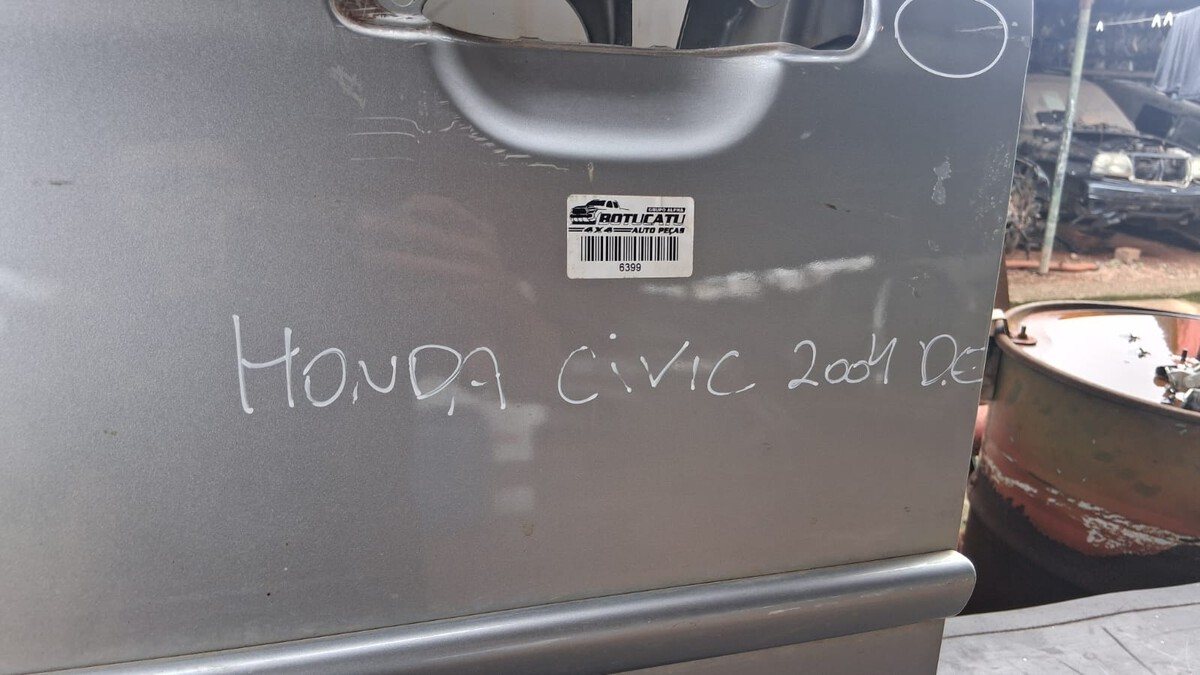 GRUPO ALPHA
BOTUCATU
4X4 AUTO PEÇAS
6399
HONDA CiVIC 2004 D.E